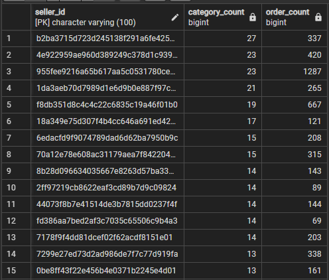 seller_id category_count order_count
[PK] character varying (100) bigint bigint
1 b2ba3715d723d245138f291a6fe425... 27 337
2 4e922959ae960d389249c378d1c939... 23 420
3 955fee9216a65b617aa5c0531780ce... 23 1287
4 1da3aeb70d7989d1e6d9b0e887f97c... 21 265
5 f8db351d8c4c4c22c6835c19a46f01b0 19 667
6 18a349e75d307f4b4cc646a691ed42... 17 121
7 6edacfd9f9074789dad6d62ba7950b9c 15 208
8 70a12e78e608ac31179aea7f842204... 15 315
9 8b28d096634035667e8263d57ba33... 14 143
10 2ff97219cb8622eaf3cd89b7d9c09824 14 89
11 44073f8b7e41514de3b7815dd0237f4f 14 144
12 fd386aa7bed2af3c7035c65506c9b4a3 14 69
13 7178f9f4dd81dcef02f62acdf8151e01 14 203
14 7299e27ed73d2ad986de7f7c77d919fa 13 338
15 0be8ff43f22e456b4e0371b2245e4d01 13 161